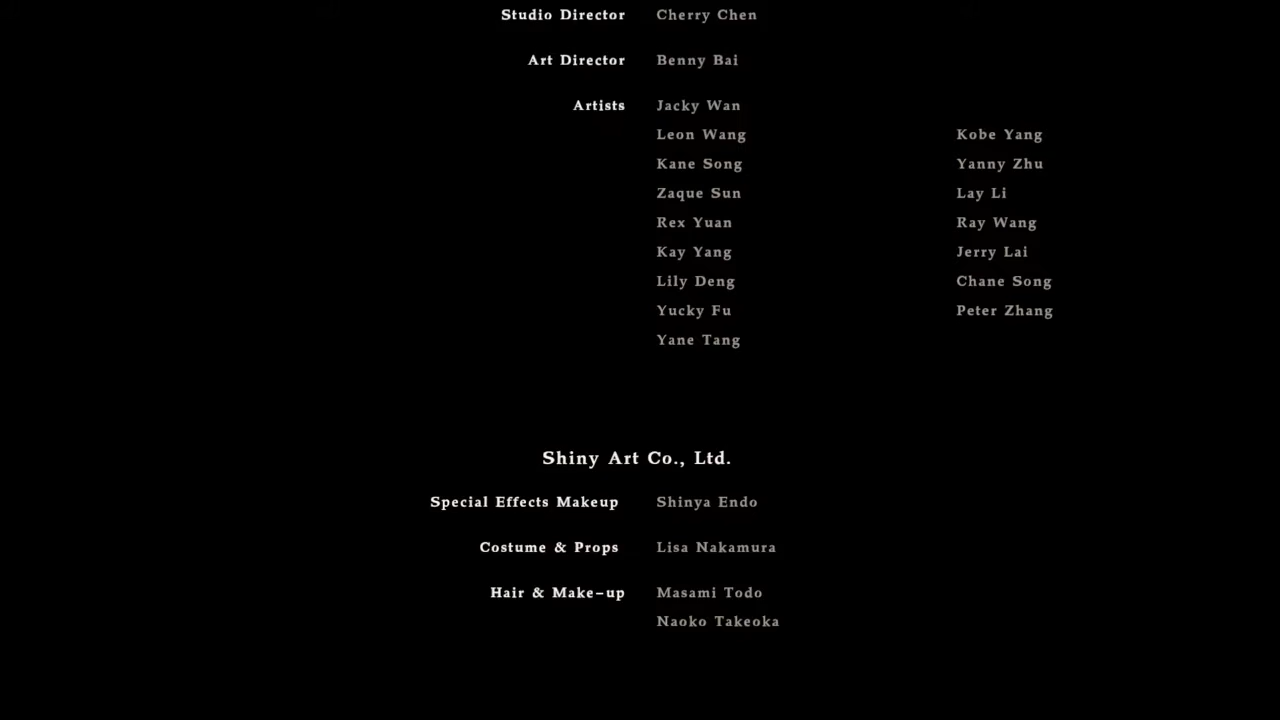 Studio Director Cherry Chen
Art Director Benny Bai
Artists Jacky Wan
Leon Wang Kobe Yang
Kane Song Yanny Zhu
Zaque Sun Lay Li
Rex Yuan Ray Wang
Kay Yang Jerry Lai
Lily Deng Chane Song
Yucky Fu Peter Zhang
Yane Tang
Shiny Art Co., Ltd.
Special Effects Makeup Shinya Endo
Costume & Props Lisa Nakamura
Hair & Make-up Masami Todo
Naoko Takeoka